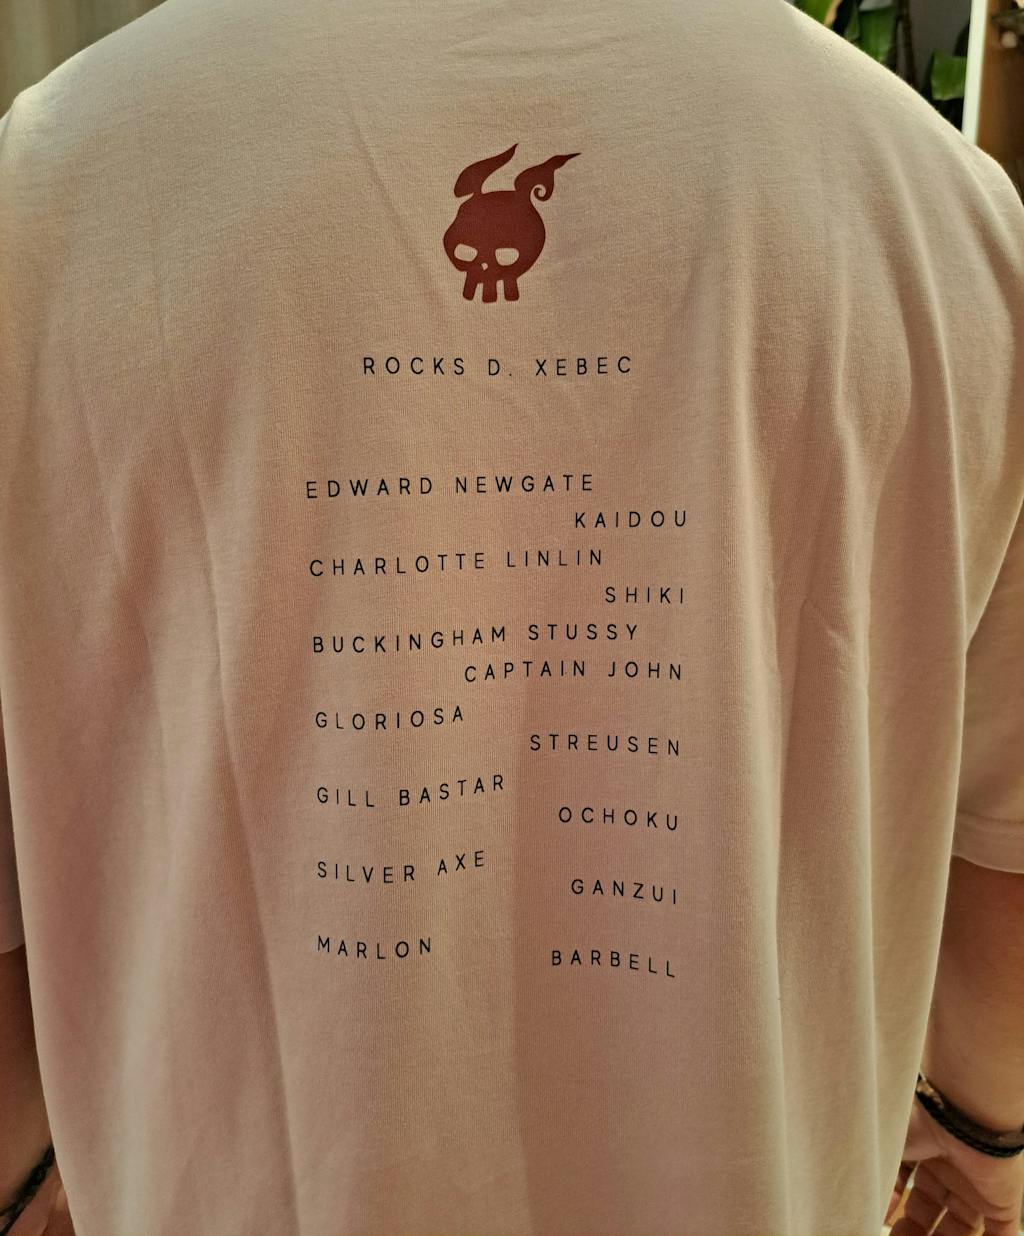 ROCKS D. XEBEC
EDWARD NEWGATE
KAIDOU
CHARLOTTE LINLIN
SHIKI
BUCKINGHAM STUSSY
CAPTAIN JOHN
GLORIOSA
STREUSEN
GILL BASTAR
OCHOKU
SILVER AXE
GANZUI
MARLON
BARBELL